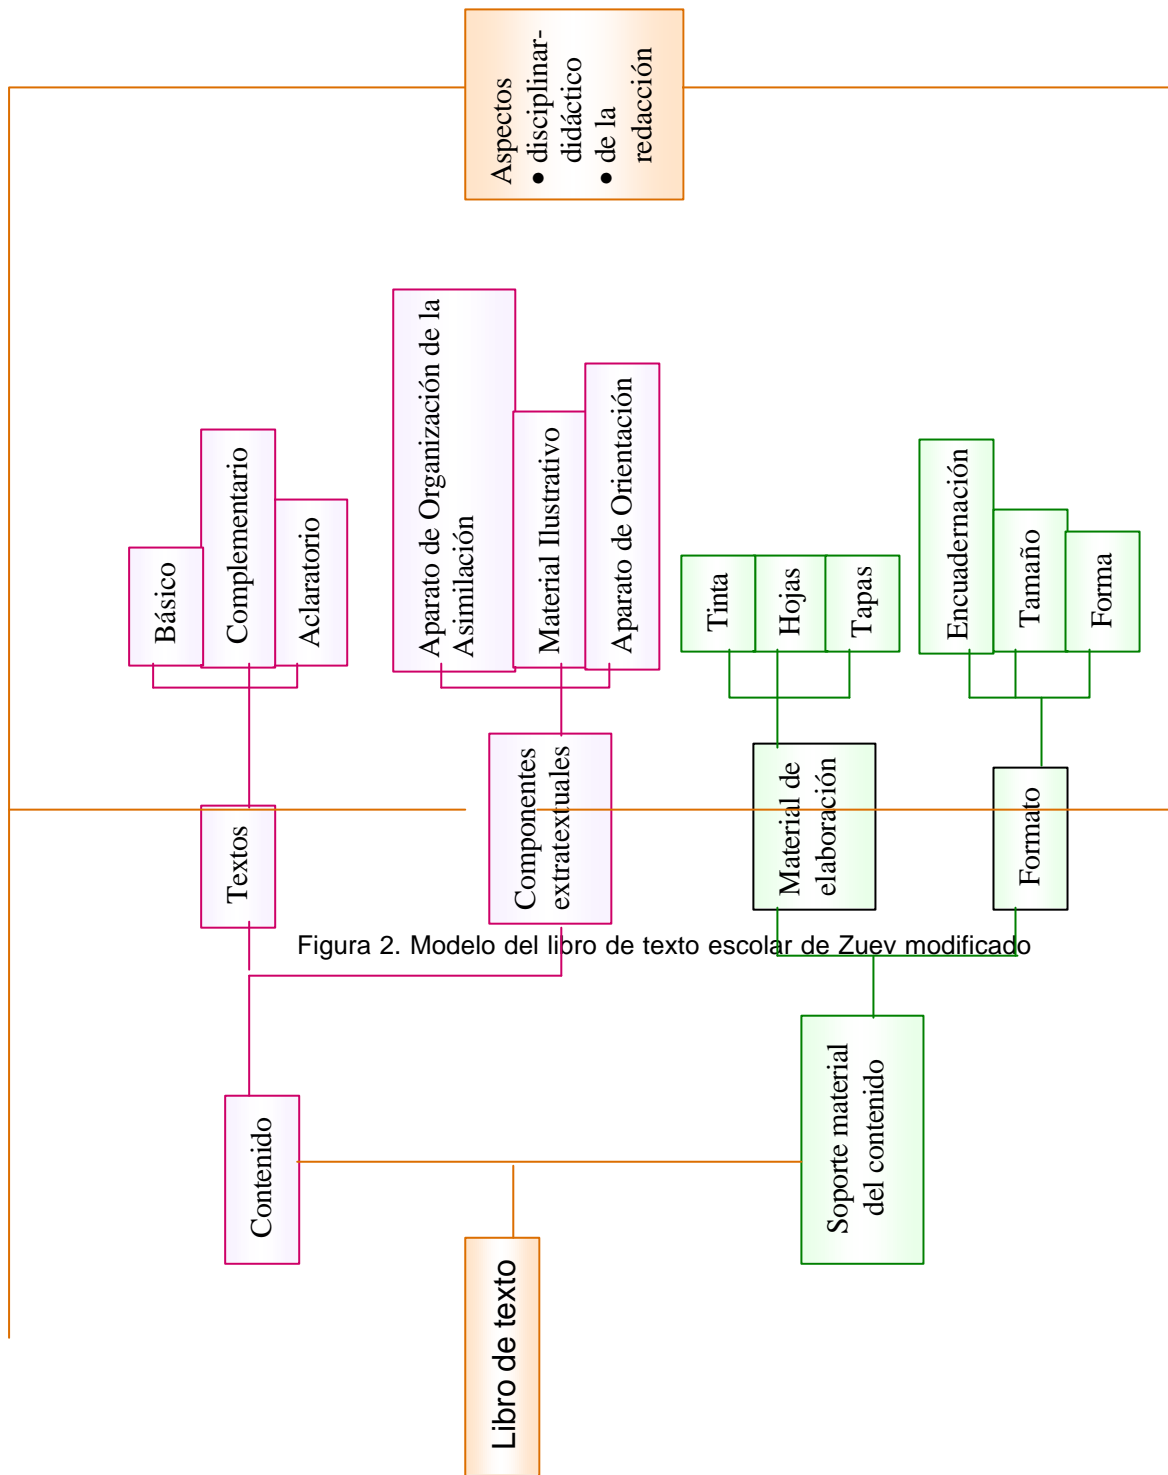 Aspectos
• disciplinar-
didáctico
• de la
redacción
Básico
Complementario
Aclaratorio
Aparato de Organización de la
Asimilación
Material Ilustrativo
Aparato de Orientación
Tinta
Hojas
Tapas
Encuadernación
Tamaño
Forma
Textos
Componentes
extratextuales
Material de
elaboración
Formato
Figura 2. Modelo del libro de texto escolar de Zuev modificado
Contenido
Soporte material
del contenido
Libro de texto